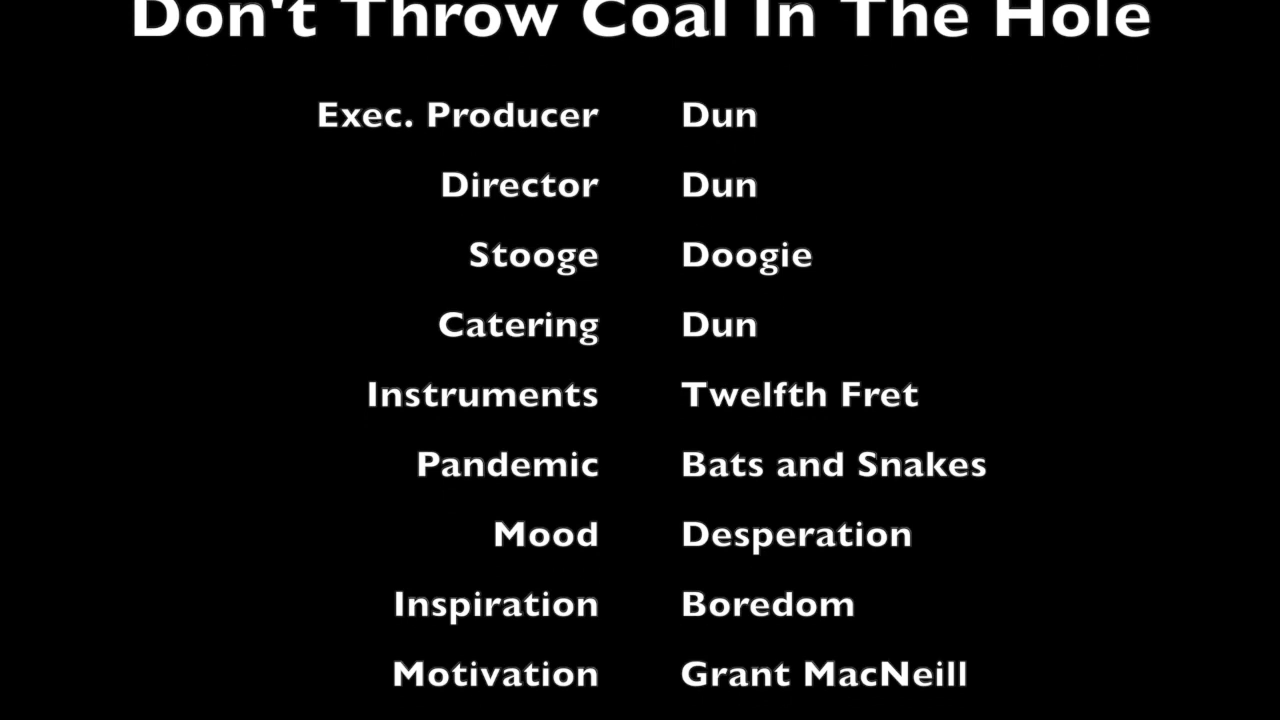 Don't Throw Coal In The Hole
Exec. Producer Dun
Director Dun
Stooge Doogie
Catering Dun
Instruments Twelfth Fret
Pandemic Bats and Snakes
Mood Desperation
Inspiration Boredom
Motivation Grant MacNeill